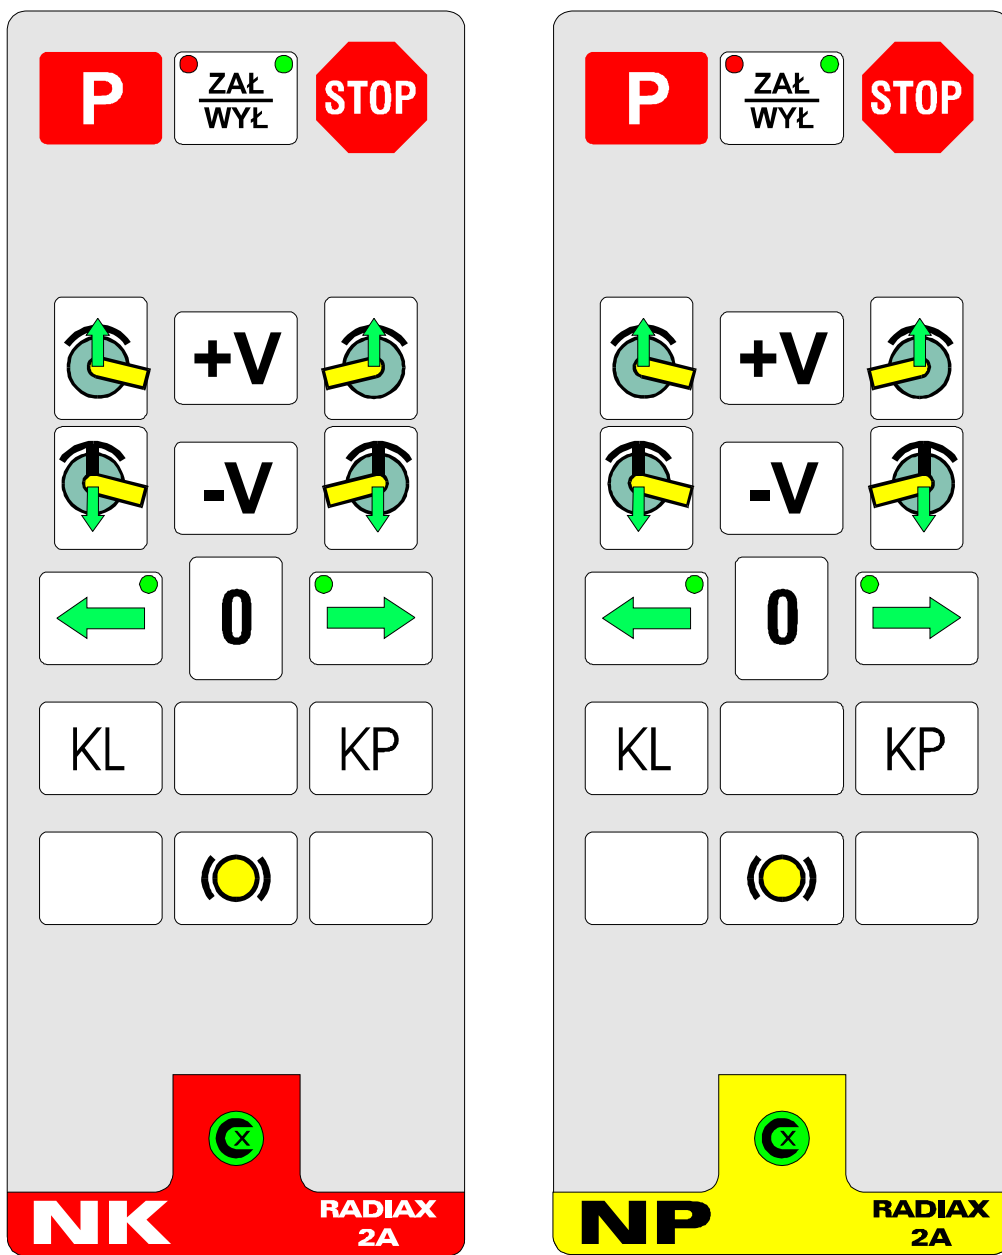 P
ZAŁ
WYŁ
STOP
+V
-V
0
KL
KP
X
NK
RADIAX
2A
P
ZAŁ
WYŁ
STOP
+V
-V
0
KL
KP
X
NP
RADIAX
2A